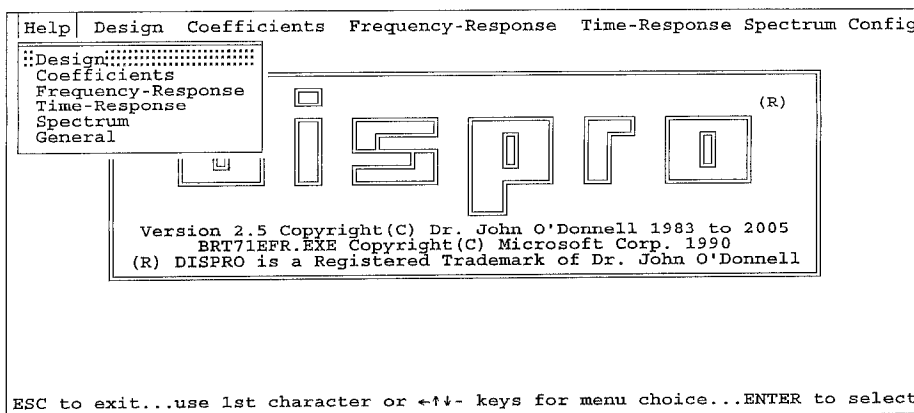 Help Design Coefficients Frequency-Response Time-Response Spectrum Config
Design
Coefficients
Frequency-Response
Time-Response
Spectrum
General
dispro (R)
Version 2.5 Copyright(C) Dr. John O'Donnell 1983 to 2005
BRT71EFR.EXE Copyright(C) Microsoft Corp. 1990
(R) DISPRO is a Registered Trademark of Dr. John O'Donnell
ESC to exit...use 1st character or ←↑↓- keys for menu choice...ENTER to select